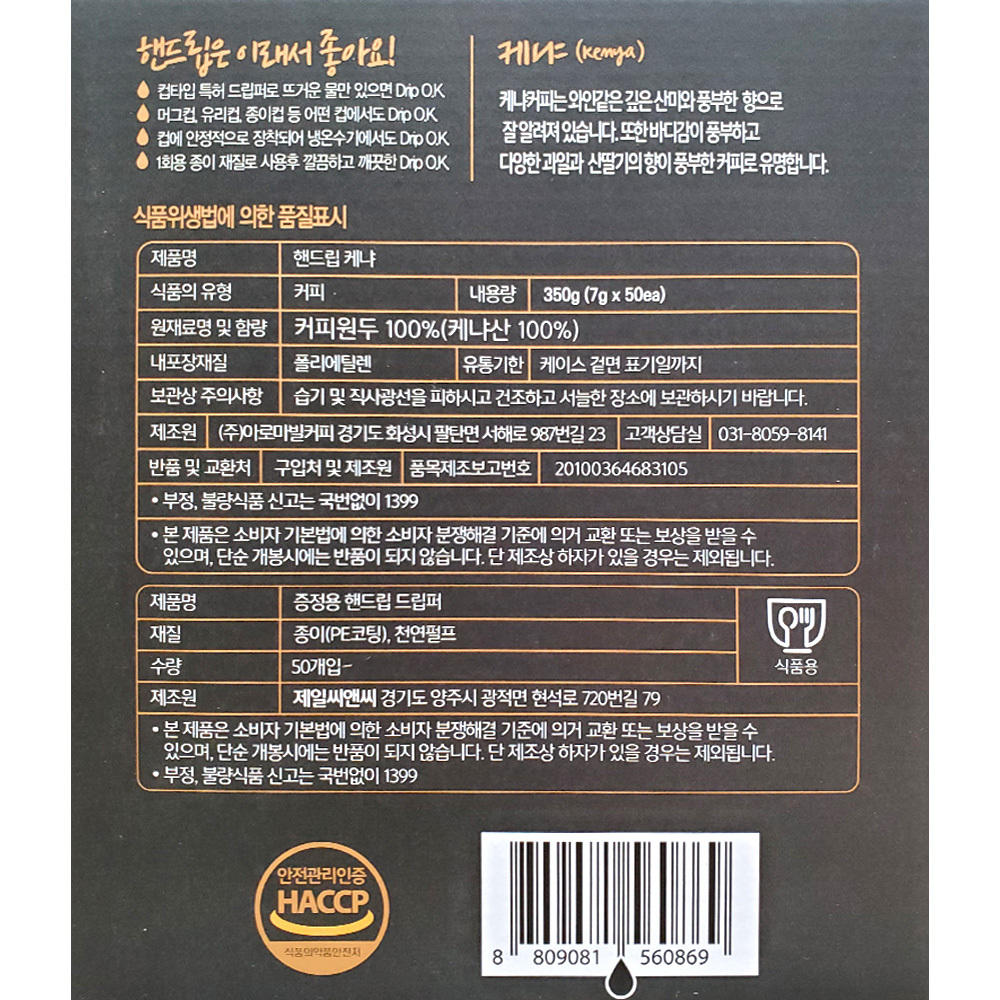 핸드립은 이래서 좋아요!
컵타입 특허 드립퍼로 뜨거운 물만 있으면 Drip O.K
머그컵, 유리컵, 종이컵 등 어떤 컵에서도 Drip O.K
컵에 안정적으로 장착되어 냉온수기에서도 Drip O.K
1회용 종이 재질로 사용후 깔끔하고 깨끗한 Drip O.K
케냐 (Kenya)
케냐커피는 와인같은 깊은 산미와 풍부한 향으로
잘 알려져 있습니다. 또한 바디감이 풍부하고
다양한 과일과 산딸기의 향이 풍부한 커피로 유명합니다.
식품위생법에 의한 품질표시
제품명 핸드립 케냐
식품의 유형 커피 내용량 350g (7g x 50ea)
원재료명 및 함량 커피원두 100%(케냐산 100%)
내포장재질 폴리에틸렌 유통기한 케이스 겉면 표기일까지
보관상 주의사항 습기 및 직사광선을 피하시고 건조하고 서늘한 장소에 보관하시기 바랍니다.
제조원 (주)아로마빌커피 경기도 화성시 팔탄면 서해로 987번길 23 고객상담실 031-8059-8141
반품 및 교환처 구입처 및 제조원 품목제조보고번호 20100364683105
• 부정, 불량식품 신고는 국번없이 1399
• 본 제품은 소비자 기본법에 의한 소비자 분쟁해결 기준에 의거 교환 또는 보상을 받을 수
있으며, 단순 개봉시에는 반품이 되지 않습니다. 단 제조상 하자가 있을 경우는 제외됩니다.
제품명 증정용 핸드립 드립퍼
재질 종이(PE코팅), 천연펄프
수량 50개입
식품용
제조원 제일씨앤씨 경기도 양주시 광적면 현석로 720번길 79
• 본 제품은 소비자 기본법에 의한 소비자 분쟁해결 기준에 의거 교환 또는 보상을 받을 수
있으며, 단순 개봉시에는 반품이 되지 않습니다. 단 제조상 하자가 있을 경우는 제외됩니다.
• 부정, 불량식품 신고는 국번없이 1399
안전관리인증
HACCP
식품의약품안전처
8 809081 560869